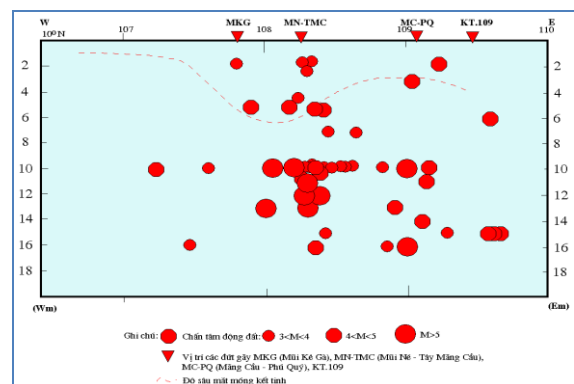 W MKG MN-TMC MC-PQ KT.109 E
10⁰N 107 108 109 110
2 2
4 4
6 6
8 8
10 10
12 12
14 14
16 16
18 18
(Wm) (Em)
Ghi chú: Chấn tâm động đất: 3<M<4 4<M<5 M>5
Vị trí các đứt gãy MKG (Mũi Kê Gà), MN-TMC (Mũi Né - Tây Mãng Cầu),
MC-PQ (Mãng Cầu - Phú Quý), KT.109
Độ sâu mặt móng kết tinh